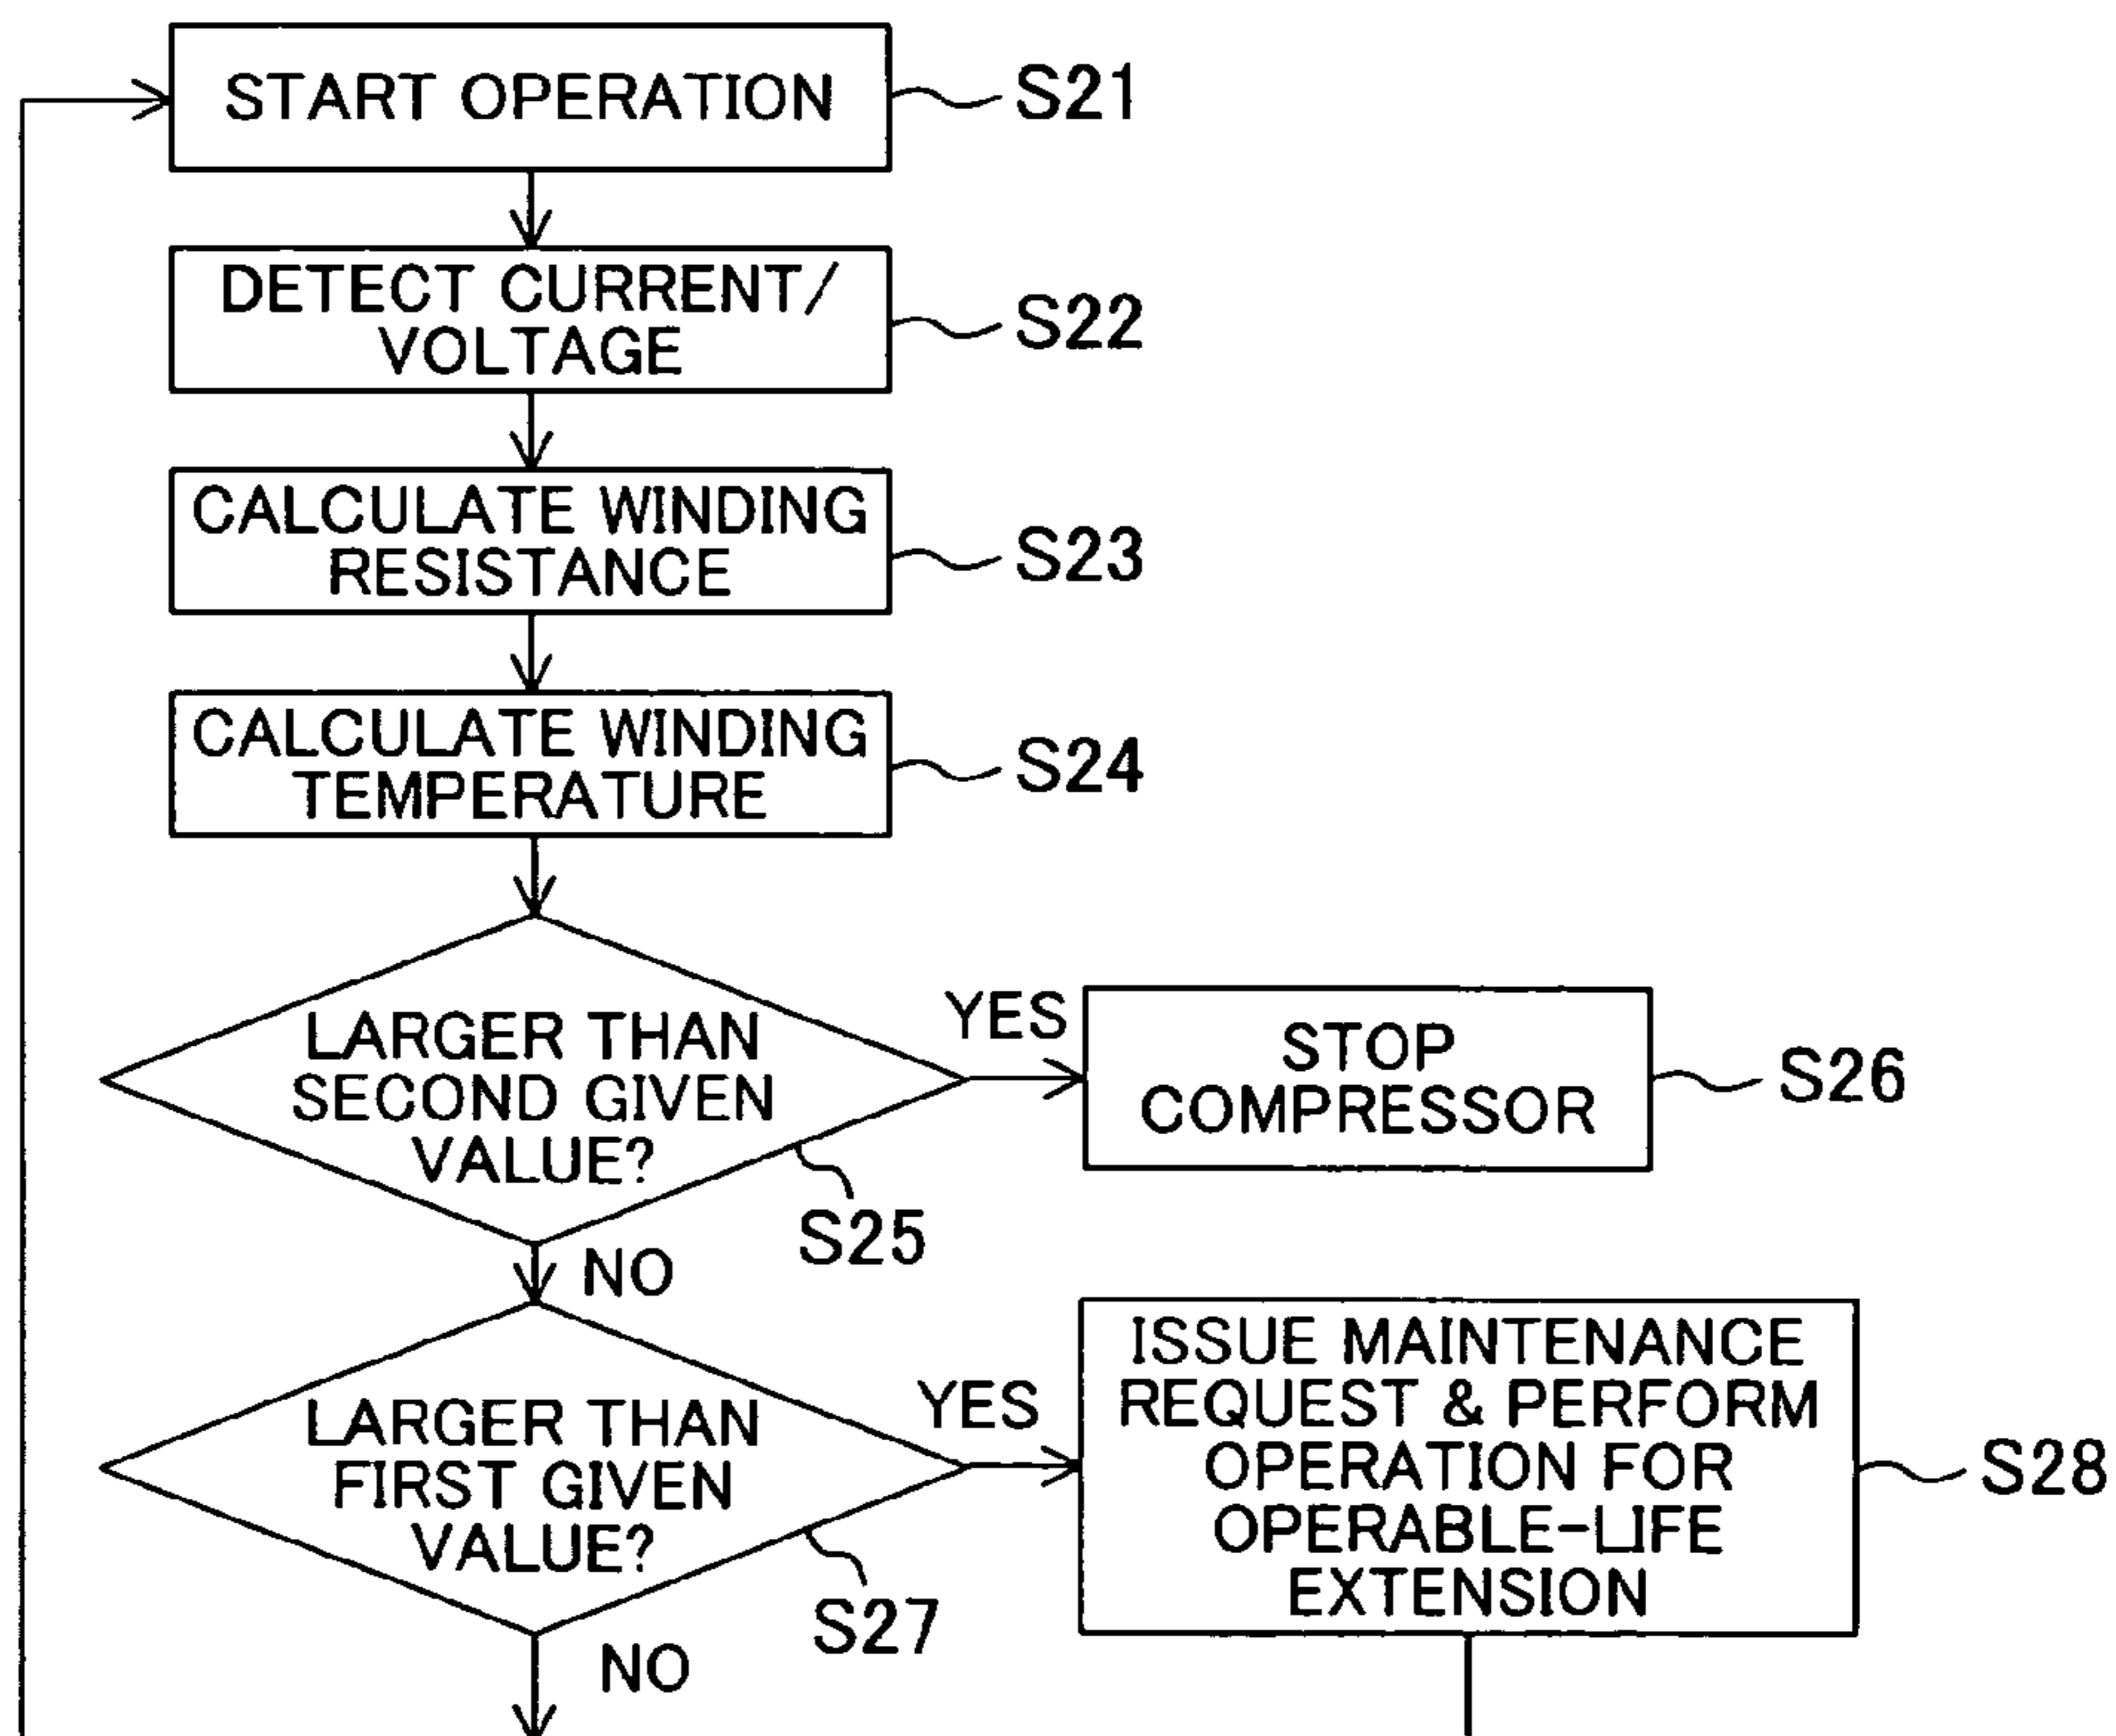 START OPERATION
S21
DETECT CURRENT/
VOLTAGE
S22
CALCULATE WINDING
RESISTANCE
S23
CALCULATE WINDING
TEMPERATURE
S24
LARGER THAN
SECOND GIVEN
VALUE?
S25
YES
STOP
COMPRESSOR
S26
NO
LARGER THAN
FIRST GIVEN
VALUE?
S27
YES
ISSUE MAINTENANCE
REQUEST & PERFORM
OPERATION FOR
OPERABLE-LIFE
EXTENSION
S28
NO